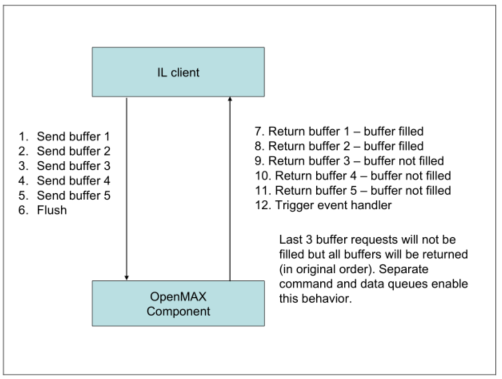 IL client
1. Send buffer 1
2. Send buffer 2
3. Send buffer 3
4. Send buffer 4
5. Send buffer 5
6. Flush
7. Return buffer 1 – buffer filled
8. Return buffer 2 – buffer filled
9. Return buffer 3 – buffer not filled
10. Return buffer 4 – buffer not filled
11. Return buffer 5 – buffer not filled
12. Trigger event handler
Last 3 buffer requests will not be
filled but all buffers will be returned
(in original order). Separate
command and data queues enable
this behavior.
OpenMAX
Component